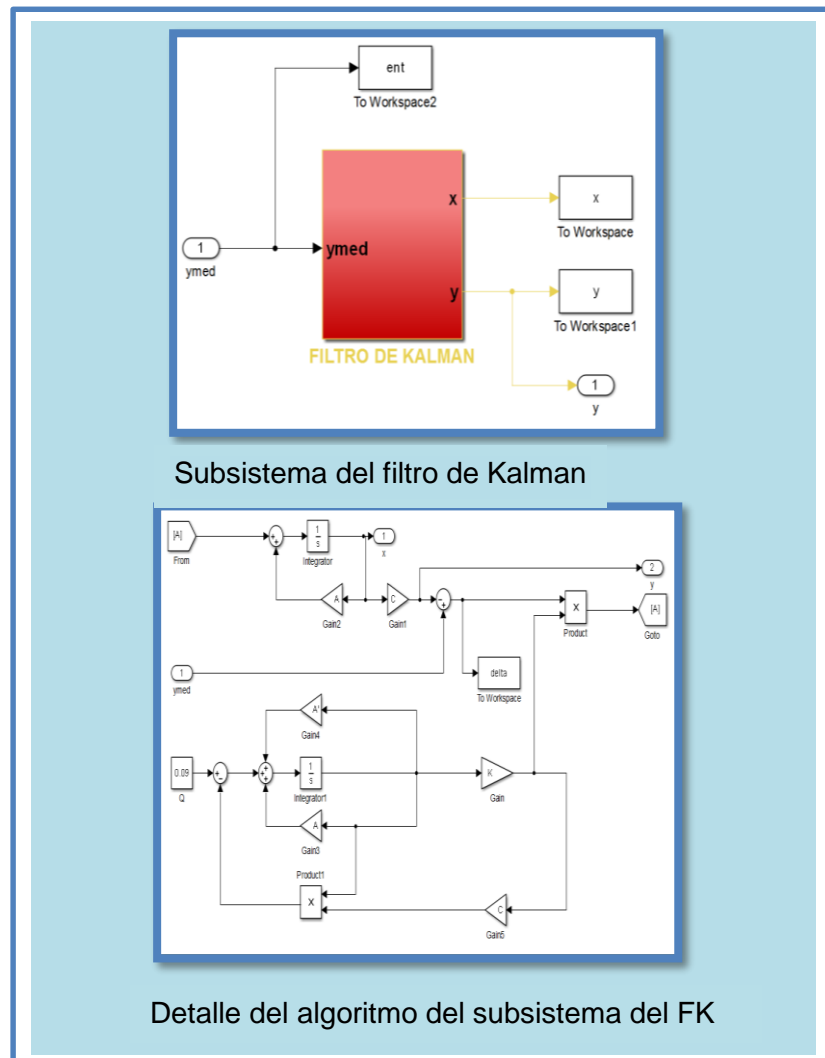 ent
To Workspace2
x
x
To Workspace
1
ymed
ymed
y
y
To Workspace1
FILTRO DE KALMAN
1
y
Subsistema del filtro de Kalman
[A]
From
1
s
Integrator
1
x
2
y
A
Gain2
C
Gain1
X
Product
[A]
Goto
1
ymed
delta
To Workspace
A'
Gain4
0.09
Q
1
s
Integrator1
K
Gain
A
Gain3
Product1
X
C
Gain5
Detalle del algoritmo del subsistema del FK